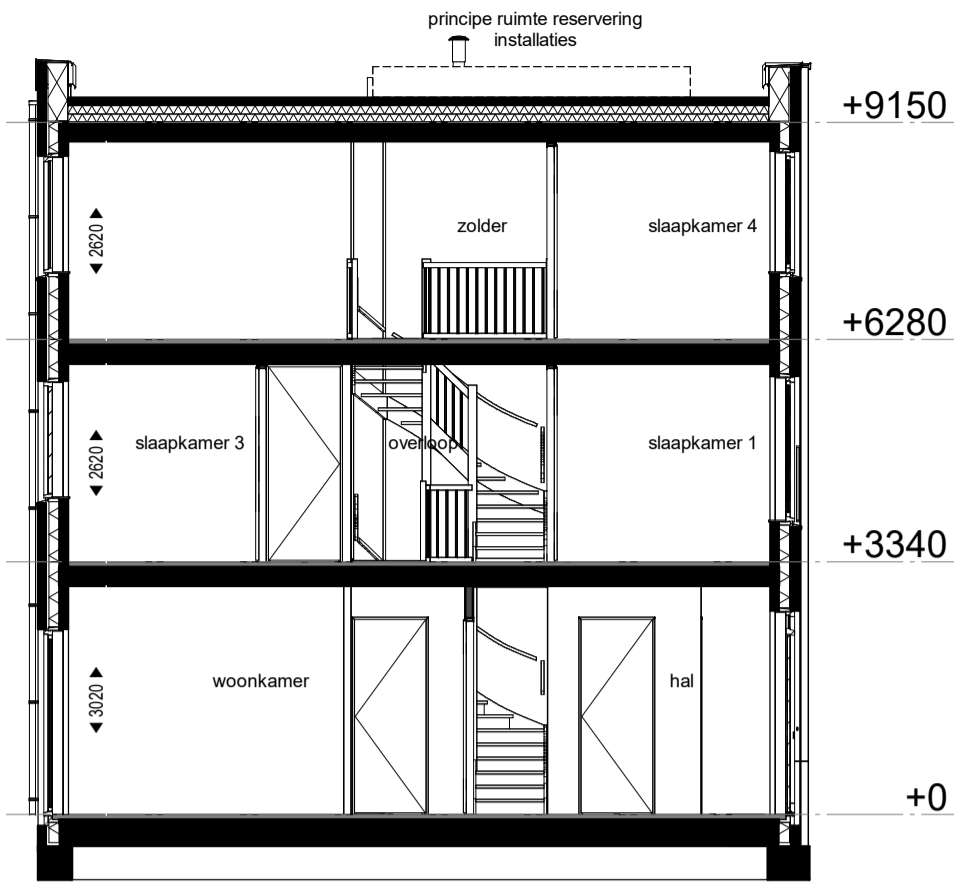 principe ruimte reservering
installaties
+9150
2620
zolder
slaapkamer 4
+6280
slaapkamer 3
2620
overloop
slaapkamer 1
+3340
woonkamer
3020
hal
+0